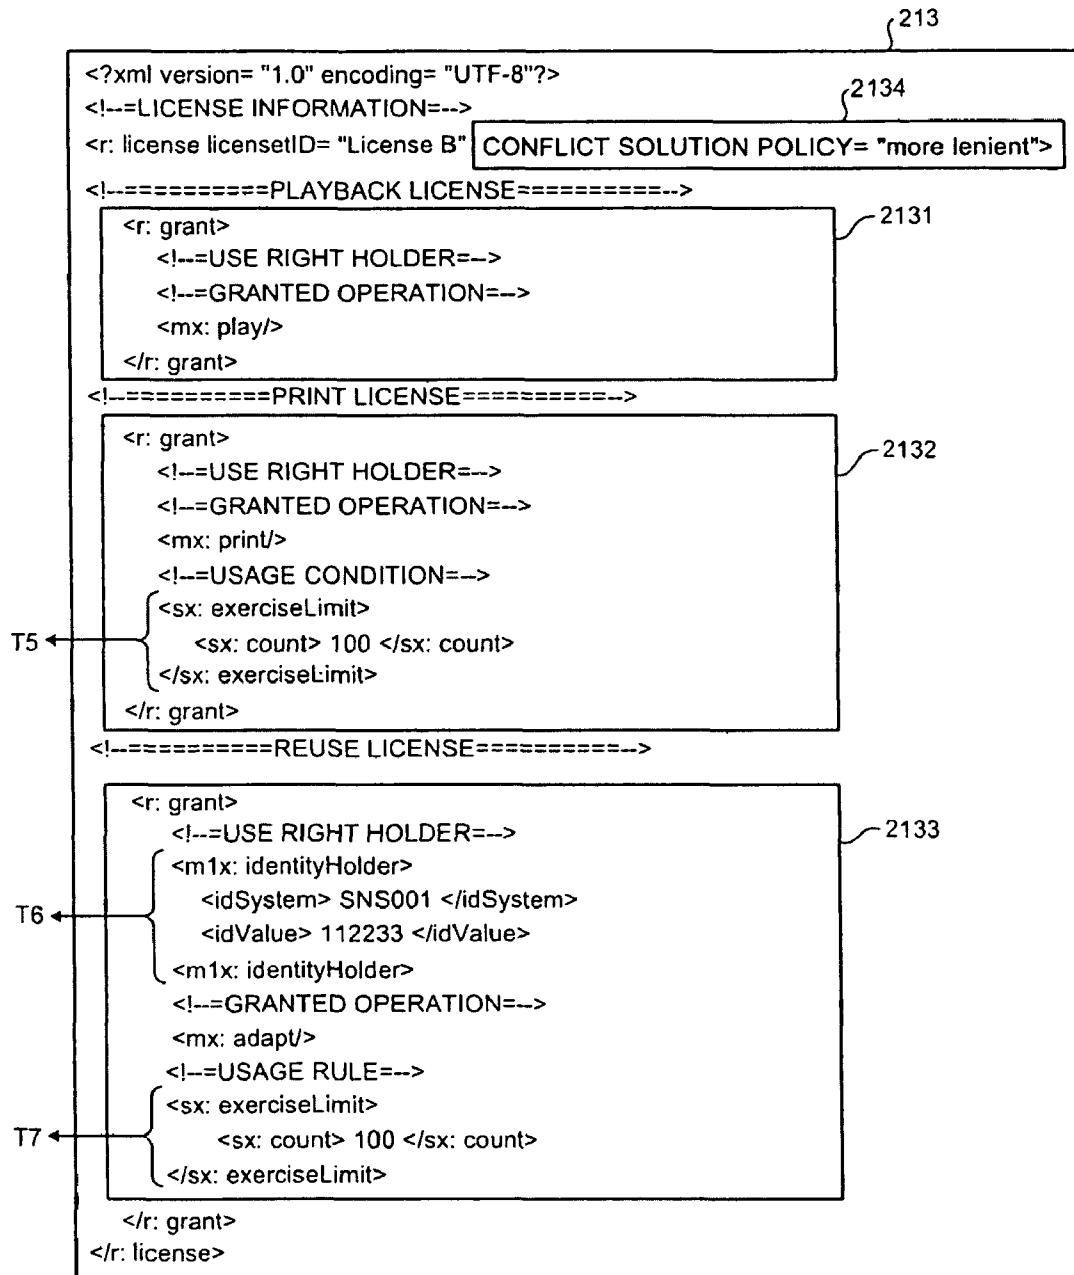 213
<?xml version= "1.0" encoding= "UTF-8"?>
<!--=LICENSE INFORMATION=-->
2134
<r: license licensetID= "License B" CONFLICT SOLUTION POLICY= "more lenient">
<!--==========PLAYBACK LICENSE==========-->
2131
<r: grant>
<!--=USE RIGHT HOLDER=-->
<!--=GRANTED OPERATION=-->
<mx: play/>
</r: grant>
<!--==========PRINT LICENSE==========-->
2132
<r: grant>
<!--=USE RIGHT HOLDER=-->
<!--=GRANTED OPERATION=-->
<mx: print/>
<!--=USAGE CONDITION=-->
<sx: exerciseLimit>
T5 <sx: count> 100 </sx: count>
</sx: exerciseLimit>
</r: grant>
<!--==========REUSE LICENSE==========-->
<r: grant>
2133
<!--=USE RIGHT HOLDER=-->
<m1x: identityHolder>
<idSystem> SNS001 </idSystem>
T6 <idValue> 112233 </idValue>
<m1x: identityHolder>
<!--=GRANTED OPERATION=-->
<mx: adapt/>
<!--=USAGE RULE=-->
<sx: exerciseLimit>
T7 <sx: count> 100 </sx: count>
</sx: exerciseLimit>
</r: grant>
</r: license>